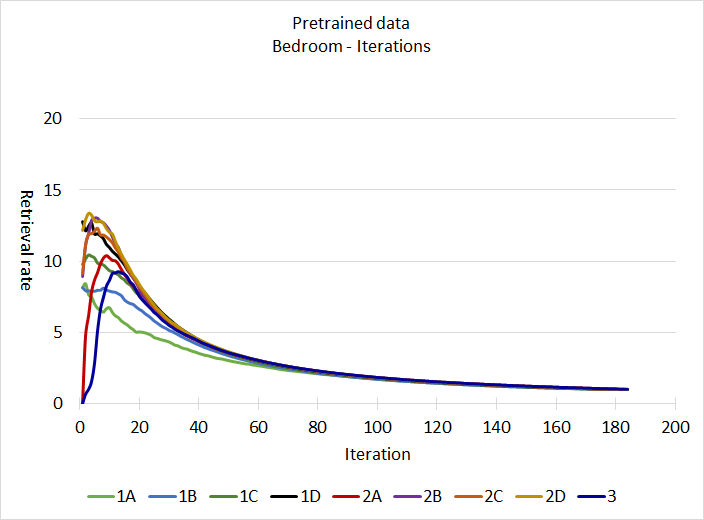 Pretrained data
Bedroom - Iterations
20
15
10
5
0
Retrieval rate
0 20 40 60 80 100 120 140 160 180 200
Iteration
1A 1B 1C 1D 2A 2B 2C 2D 3